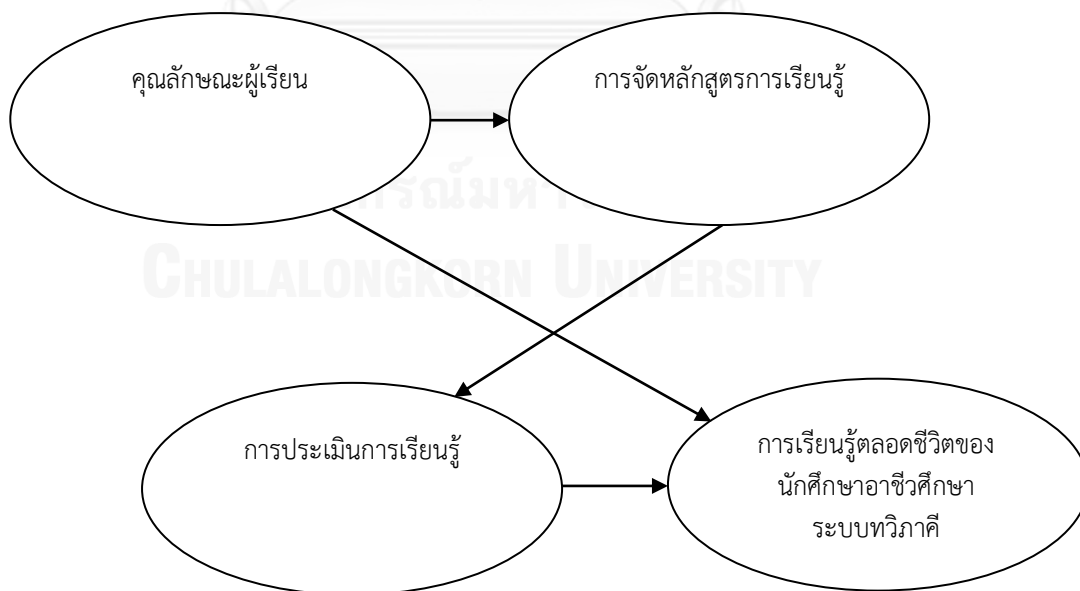 คุณลักษณะผู้เรียน
การจัดหลักสูตรการเรียนรู้
CHULALONGKORN UNIVERSITY
การประเมินการเรียนรู้
การเรียนรู้ตลอดชีวิตของ
นักศึกษาอาชีวศึกษา
ระบบทวิภาคี